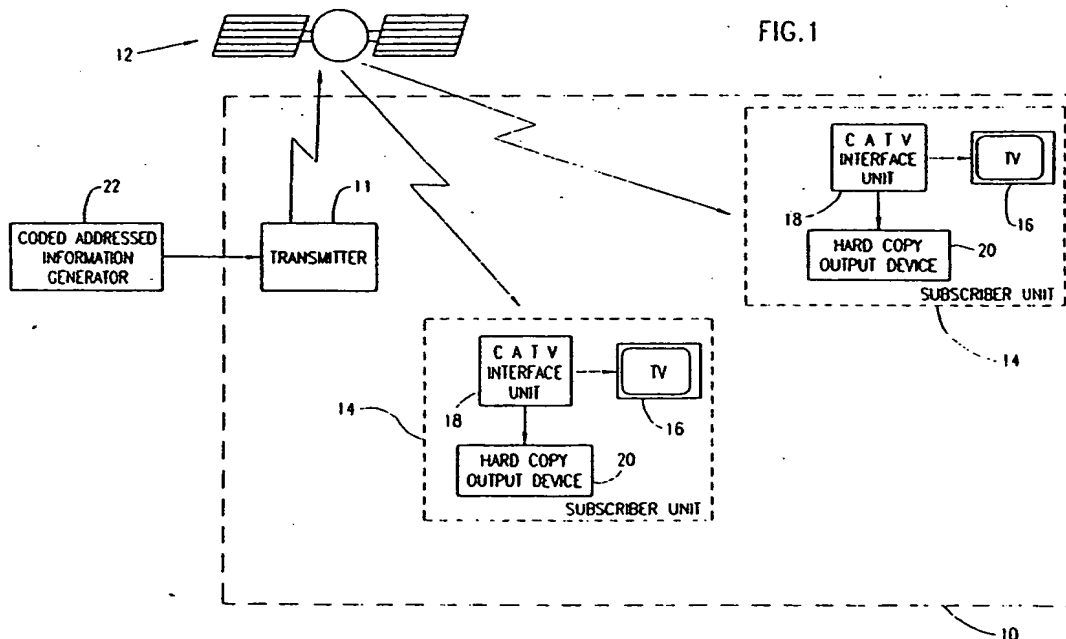 FIG.1
12
22
CODED ADDRESSED
INFORMATION
GENERATOR
11
TRANSMITTER
C A T V
INTERFACE
UNIT
18
TV
16
HARD COPY
OUTPUT DEVICE
20
SUBSCRIBER UNIT
14
C A T V
INTERFACE
UNIT
18
TV
16
HARD COPY
OUTPUT DEVICE
20
SUBSCRIBER UNIT
14
10